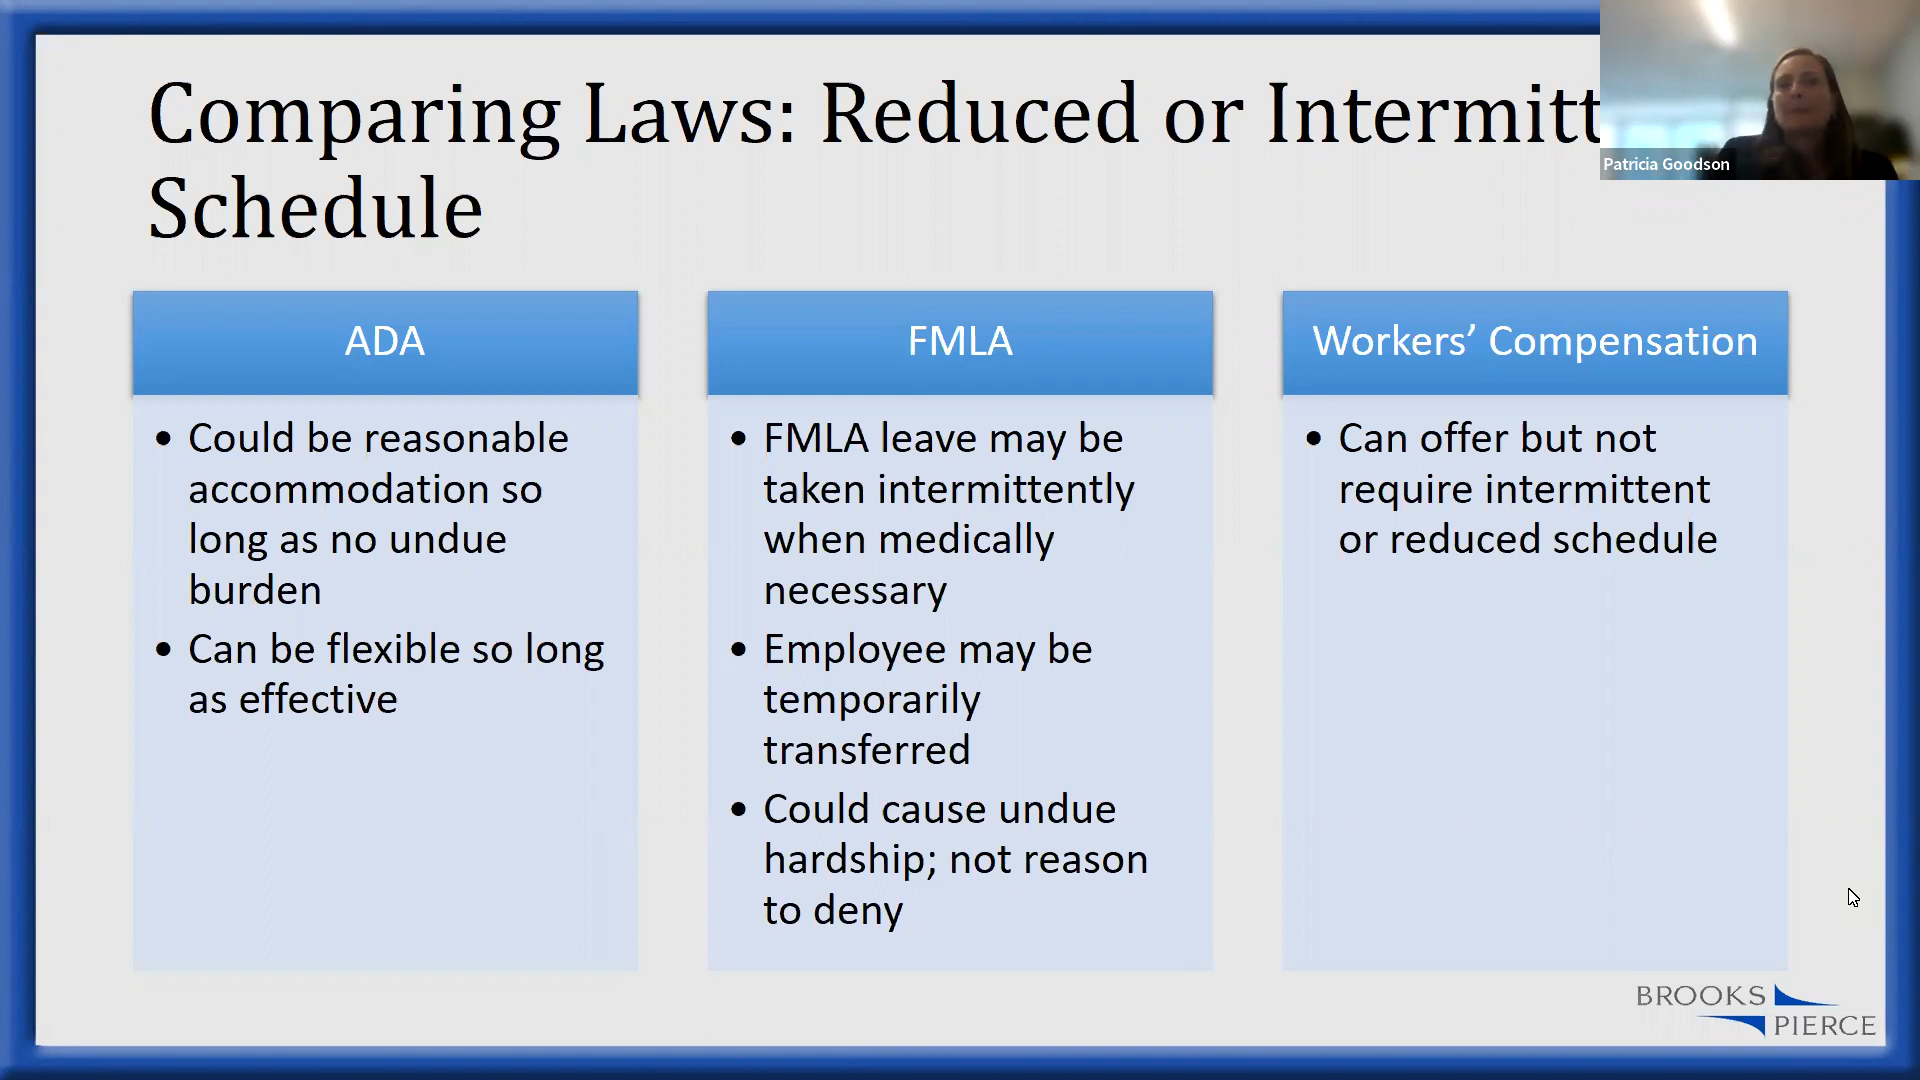 Comparing Laws: Reduced or Intermitt
Schedule
Patricia Goodson
ADA
• Could be reasonable
accommodation so
long as no undue
burden
• Can be flexible so long
as effective
FMLA
• FMLA leave may be
taken intermittently
when medically
necessary
• Employee may be
temporarily
transferred
• Could cause undue
hardship; not reason
to deny
Workers’ Compensation
• Can offer but not
require intermittent
or reduced schedule
BROOKS
PIERCE